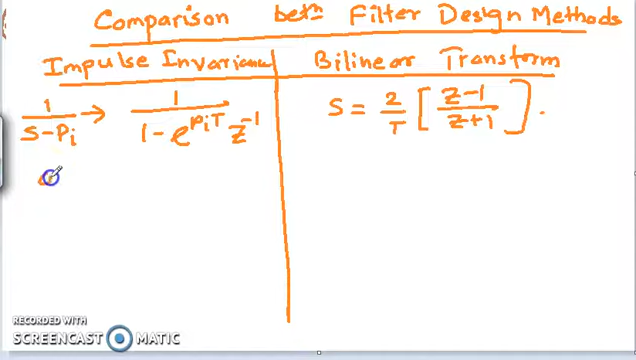 Comparison betn Filter Design Methods
Impulse Invariance
1/(S-Pi) → 1/(1-e^(PiT) z^-1)
Bilinear Transform
S = 2/T [ (z-1)/(z+1) ].
RECORDED WITH
SCREENCAST MATIC